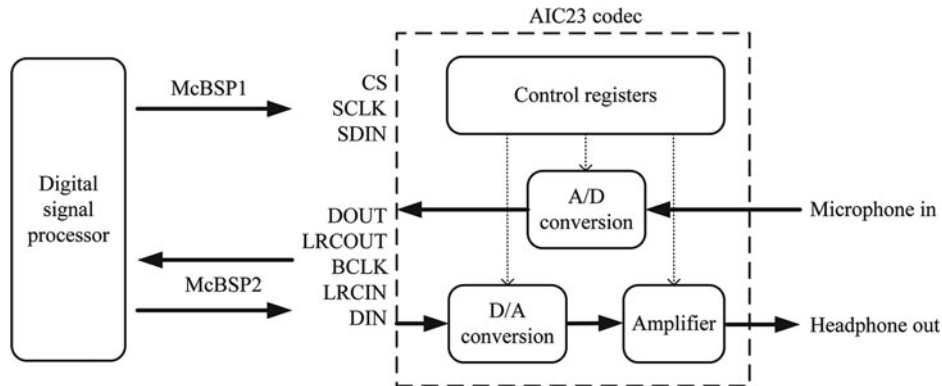 AIC23 codec
McBSP1
CS
SCLK
SDIN
Control registers
Digital
signal
processor
A/D
conversion
Microphone in
DOUT
LRCOUT
BCLK
LRCIN
DIN
McBSP2
D/A
conversion
Amplifier
Headphone out